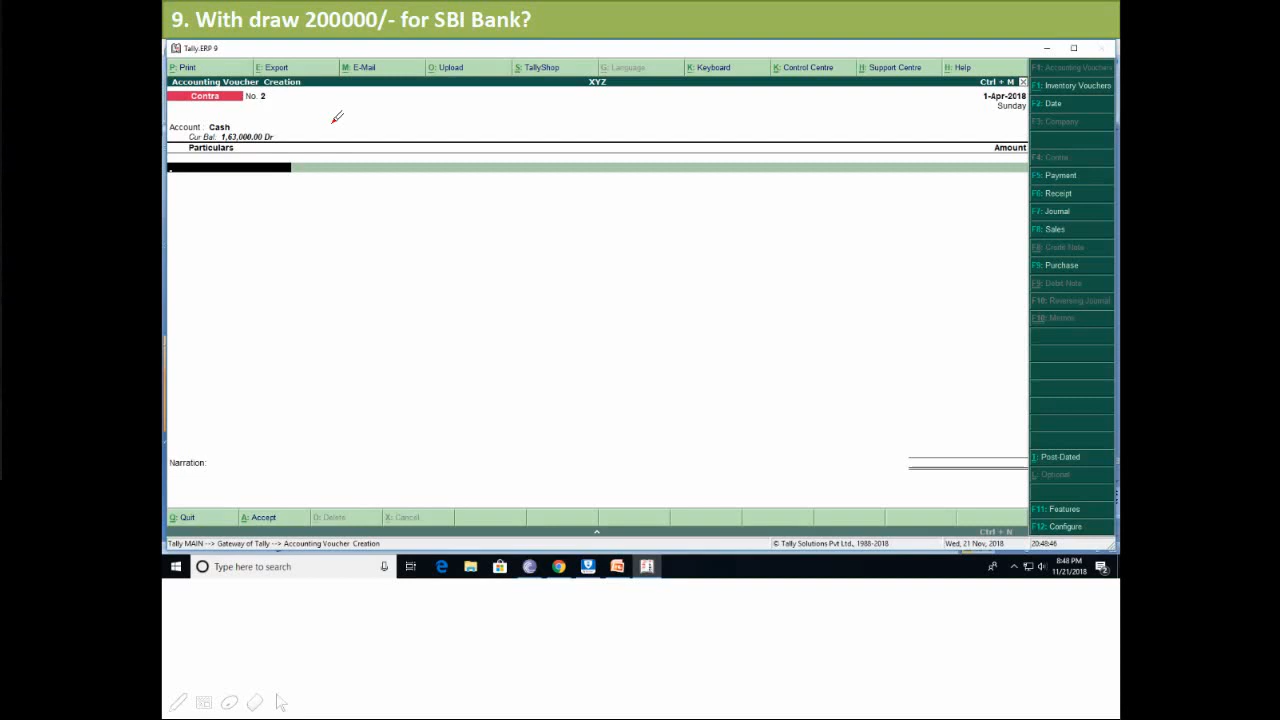 9. With draw 200000/- for SBI Bank?
Tally.ERP 9
P: Print E: Export M: E-Mail O: Upload S: TallyShop G: Language K: Keyboard K: Control Centre H: Support Centre H: Help
F1: Accounting Vouchers
Accounting Voucher Creation XYZ Ctrl + M X
F1: Inventory Vouchers
Contra No. 2 1-Apr-2018
Sunday
F2: Date
F3: Company
Account : Cash
Cur Bal: 1,63,000.00 Dr
Particulars Amount
F4: Contra
F5: Payment
F6: Receipt
F7: Journal
F8: Sales
F8: Credit Note
F9: Purchase
F9: Debit Note
F10: Reversing Journal
F10: Memos
Narration:
T: Post-Dated
L: Optional
F11: Features
F12: Configure
Q: Quit A: Accept D: Delete X: Cancel
Ctrl + N
Tally MAIN --> Gateway of Tally --> Accounting Voucher Creation © Tally Solutions Pvt Ltd., 1988-2018 Wed, 21 Nov, 2018 20:48:46
Type here to search
8:48 PM
11/21/2018
2